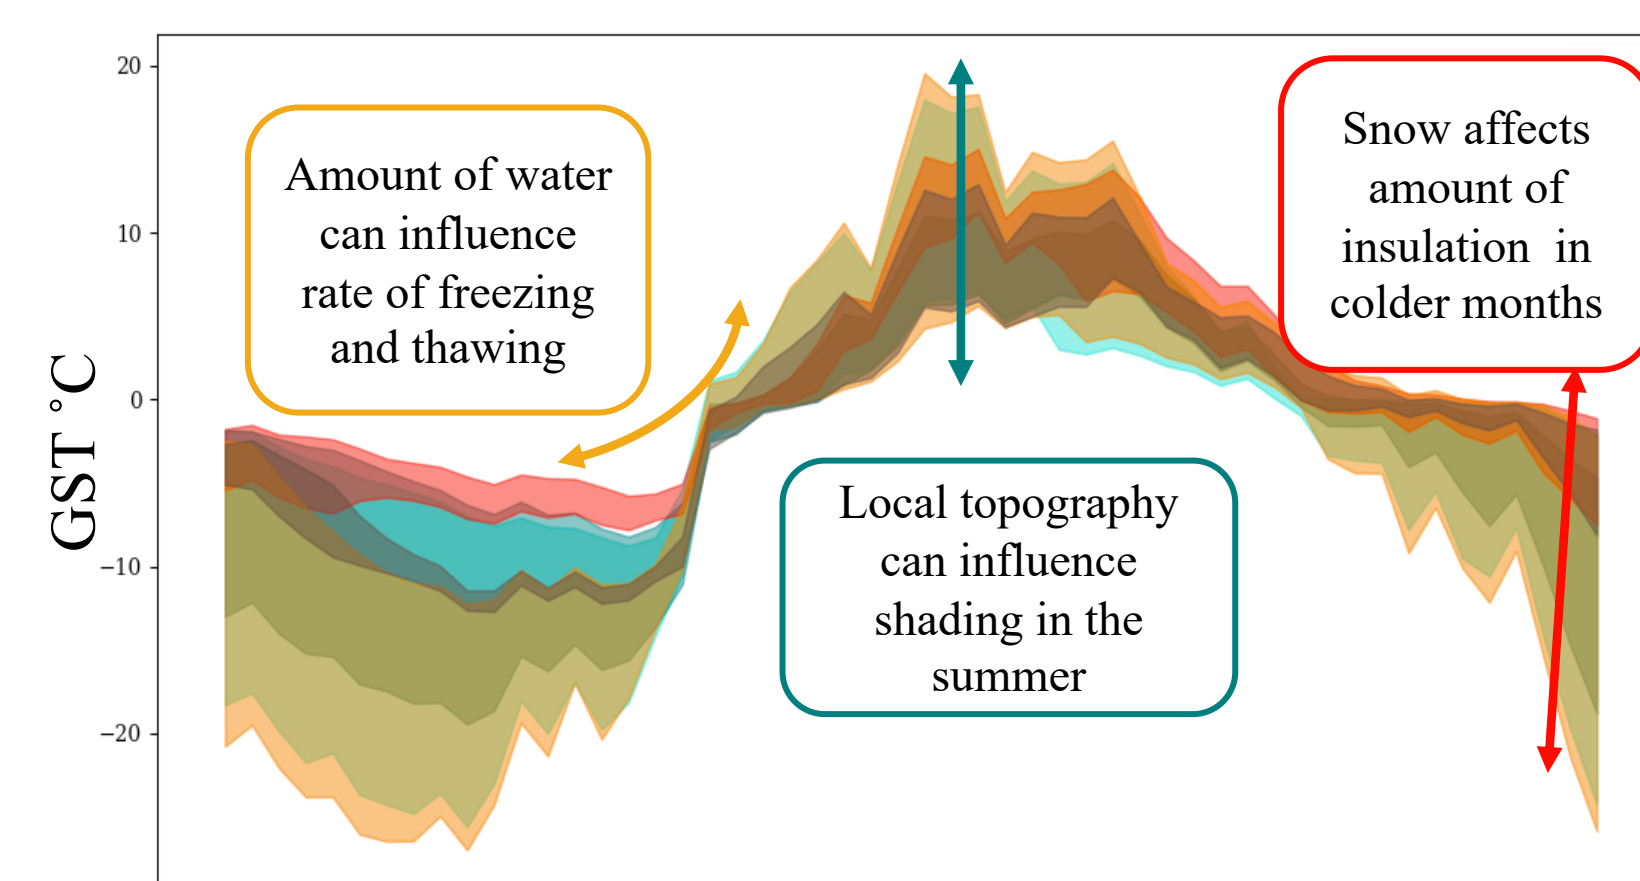 20
10
0
−10
−20
GST °C
Amount of water
can influence
rate of freezing
and thawing
Local topography
can influence
shading in the
summer
Snow affects
amount of
insulation  in
colder months